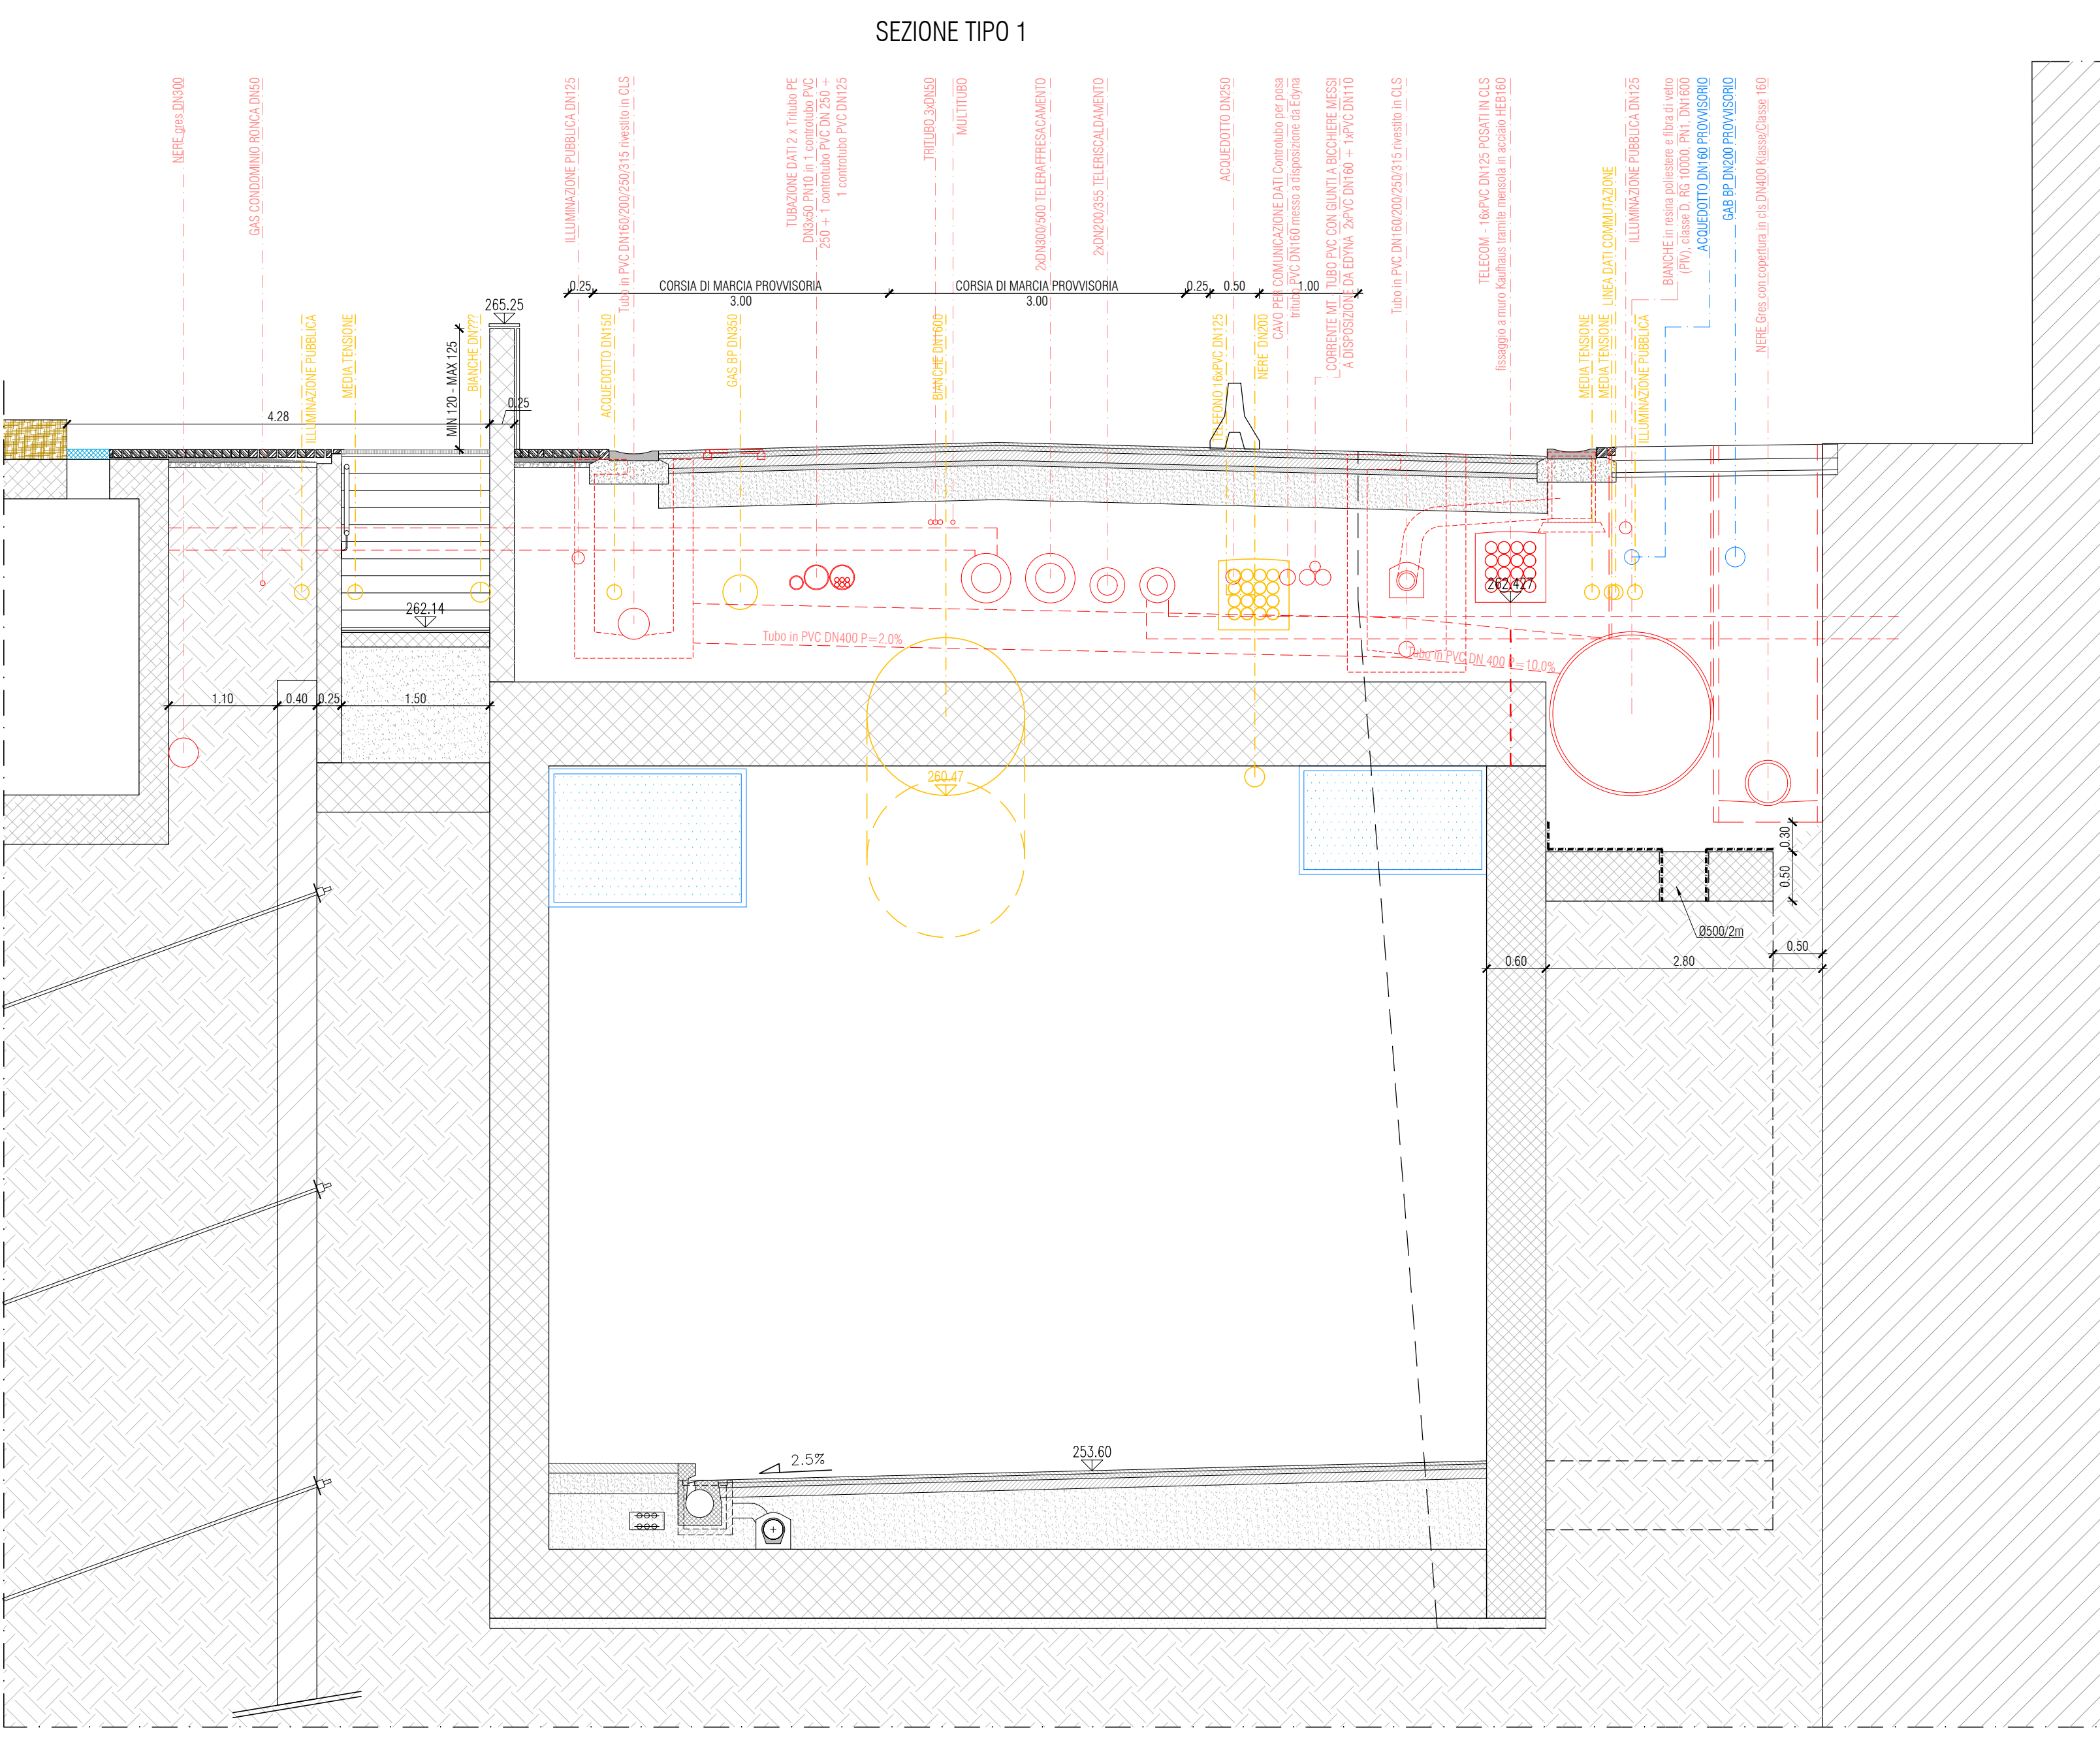 SEZIONE TIPO 1
NERE gres DN300
GAS CONDOMINIO RONCA DN50
ILLUMINAZIONE PUBBLICA DN125
Tubo in PVC DN160/200/250/315 rivestito in CLS
TUBAZIONE DATI 2 x Tritubo PE
DN3x50 PN10 in 1 controtubo PVC
250 + 1 controtubo PVC DN 250 +
1 controtubo PVC DN125
TRITUBO 3xDN50
MULTITUBO
2xDN300/500 TELERAFFRESACAMENTO
2xDN200/355 TELERISCALDAMENTO
ACQUEDOTTO DN250
CAVO PER COMUNICAZIONE DATI Controtubo per posa
tritubo PVC DN160 messo a disposizione da Edyna
CORRENTE MT TUBO PVC CON GIUNTI A BICCHIERE MESSI
A DISPOSIZIONE DA EDYNA 2xPVC DN160 + 1xPVC DN110
Tubo in PVC DN160/200/250/315 rivestito in CLS
TELECOM - 16xPVC DN125 POSATI IN CLS
fissaggio a muro Kaufhaus tramite mensola in acciaio HEB160
LINEA DATI COMMUTAZIONE
ILLUMINAZIONE PUBBLICA DN125
BIANCHE in resina poliestere e fibra di vetro
(PIV), classe D, RG 10000, PN1, DN1600
ACQUEDOTTO DN160 PROVVISORIO
GAB BP DN200 PROVVISORIO
NERE Gres con copertura in cls DN400 Klasse/Classe 160
0.25
CORSIA DI MARCIA PROVVISORIA
3.00
CORSIA DI MARCIA PROVVISORIA
3.00
0.25
0.50
1.00
265.25
ILLUMINAZIONE PUBBLICA
MEDIA TENSIONE
MIN 120 - MAX 125
BIANCHE DN???
ACQUEDOTTO DN150
GAS BP DN350
BIANCHE DN1600
TELEFONO 16xPVC DN125
NERE DN200
MEDIA TENSIONE
MEDIA TENSIONE
ILLUMINAZIONE PUBBLICA
4.28
0.25
262.14
262.427
Tubo in PVC DN400 P=2.0%
Tubo in PVC DN 400 P=10.0%
1.10
0.40
0.25
1.50
260.47
0.30
0.50
Ø500/2m
0.50
0.60
2.80
2.5%
253.60